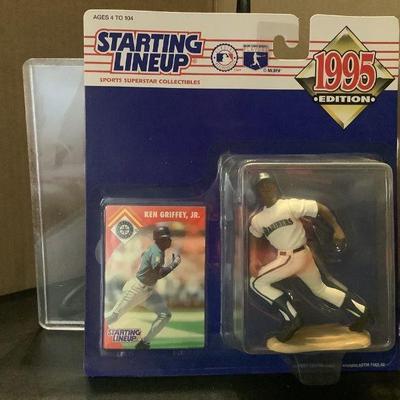 AGES 4 TO 104
STARTING
LINEUP
SPORTS SUPERSTAR COLLECTIBLES
1995
EDITION
KEN GRIFFEY, JR.
MARINERS
STARTING
LINEUP